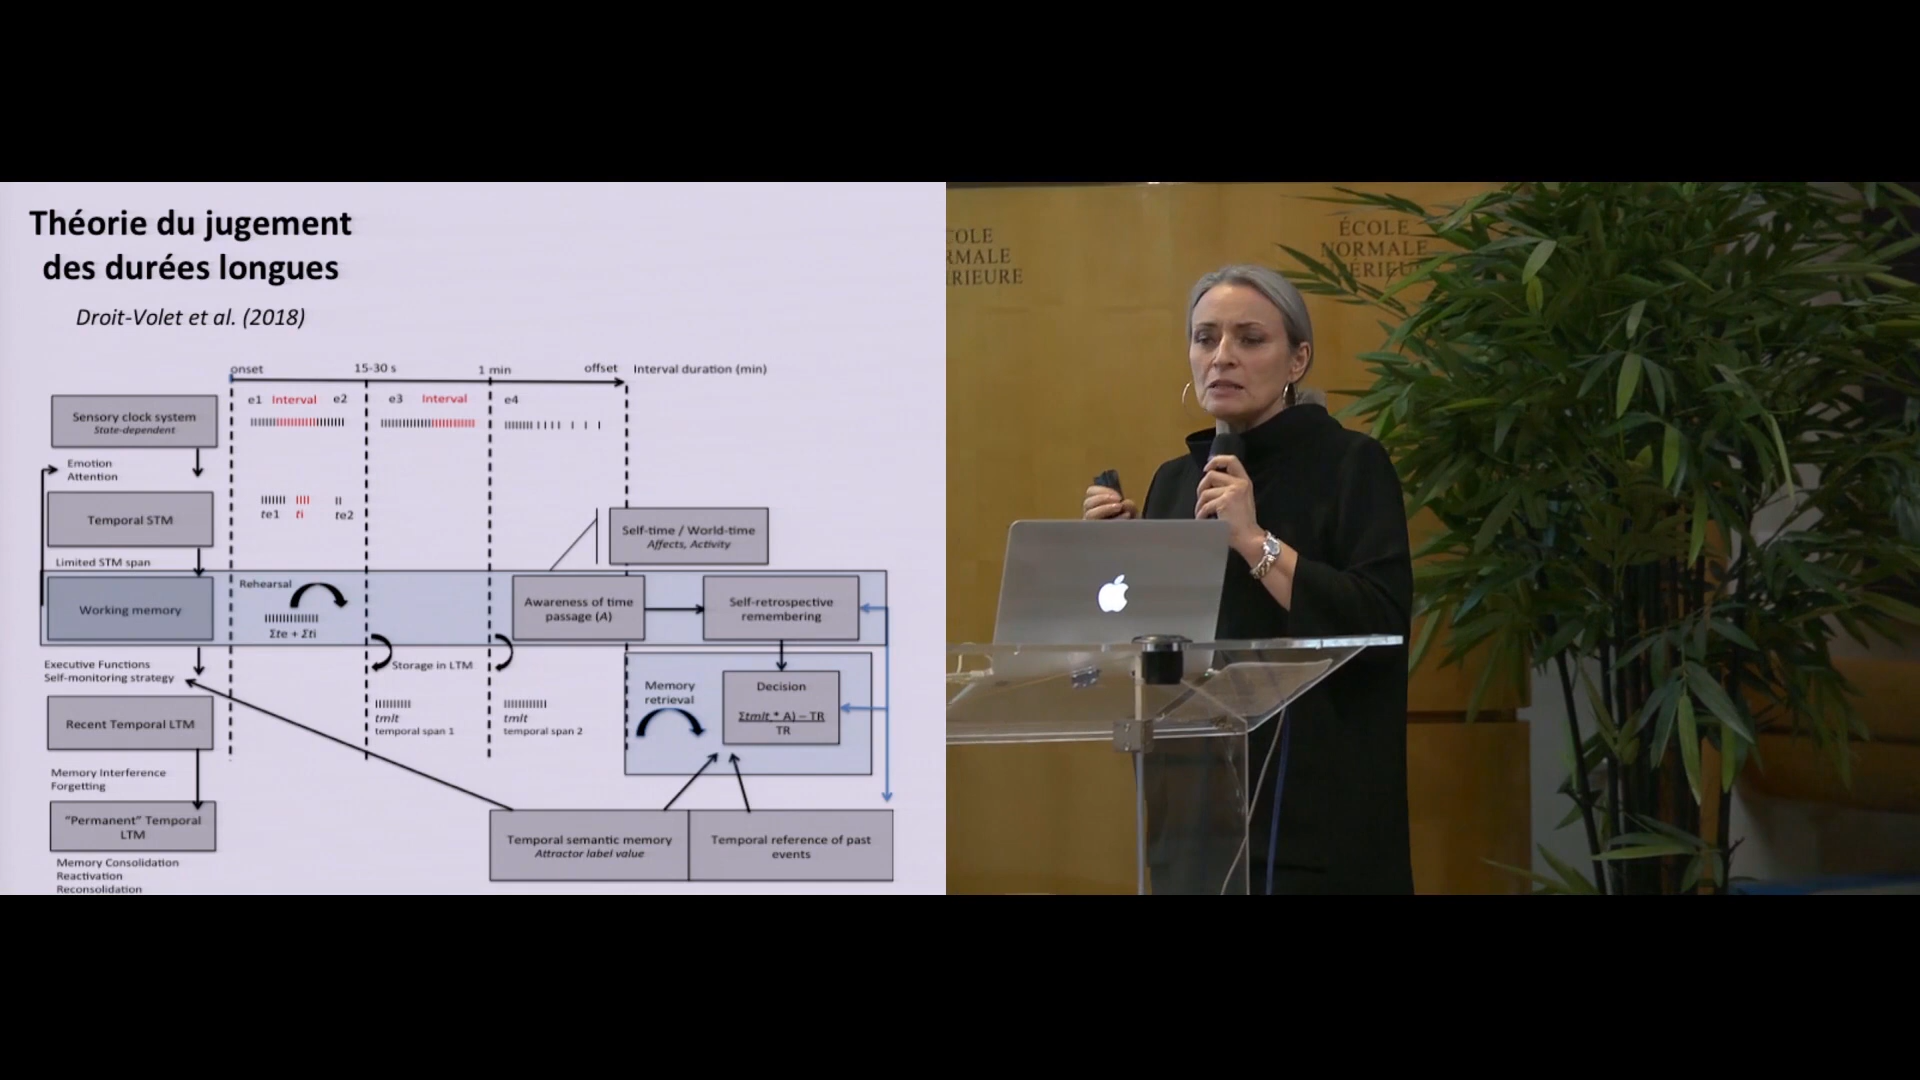 Théorie du jugement
des durées longues
Droit-Volet et al. (2018)
onset 15-30 s 1 min offset Interval duration (min)
e1 Interval e2 e3 Interval e4
Sensory clock system
State-dependent
Emotion
Attention
Temporal STM
te1 ti te2
Limited STM span
Self-time / World-time
Affects, Activity
Working memory
Rehearsal
Σte + Σti
Awareness of time
passage (A)
Self-retrospective
remembering
Executive Functions
Self-monitoring strategy
Storage in LTM
Recent Temporal LTM
tmlt
temporal span 1
tmlt
temporal span 2
Memory
retrieval
Decision
Σtmlt * A) – TR
TR
Memory Interference
Forgetting
"Permanent" Temporal
LTM
Memory Consolidation
Reactivation
Reconsolidation
Temporal semantic memory
Attractor label value
Temporal reference of past
events
COLE
RMALE
RIEURE
ÉCOLE
NORMALE